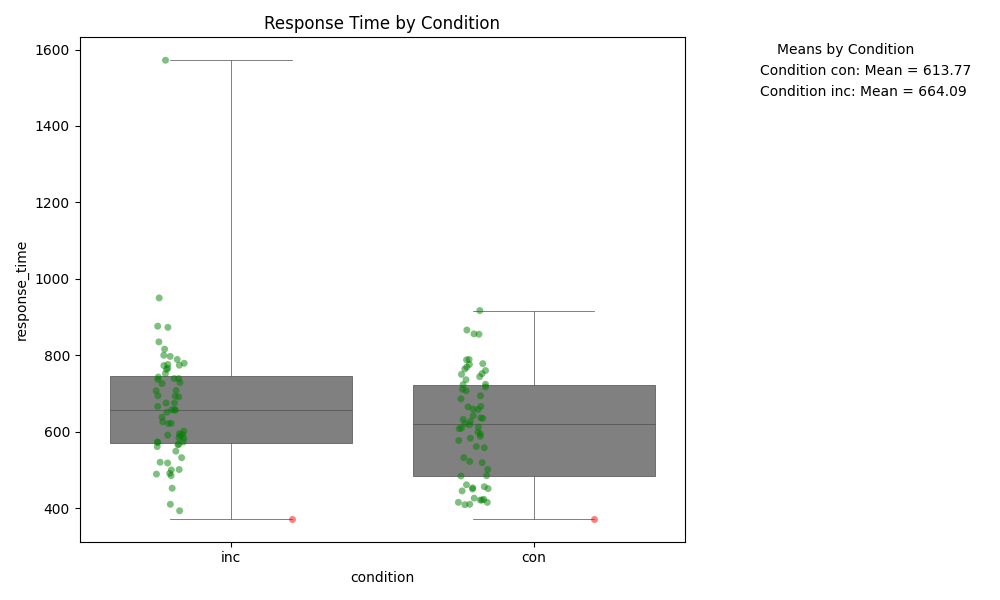 Response Time by Condition
Means by Condition
Condition con: Mean = 613.77
Condition inc: Mean = 664.09
response_time
1600
1400
1200
1000
800
600
400
inc
con
condition